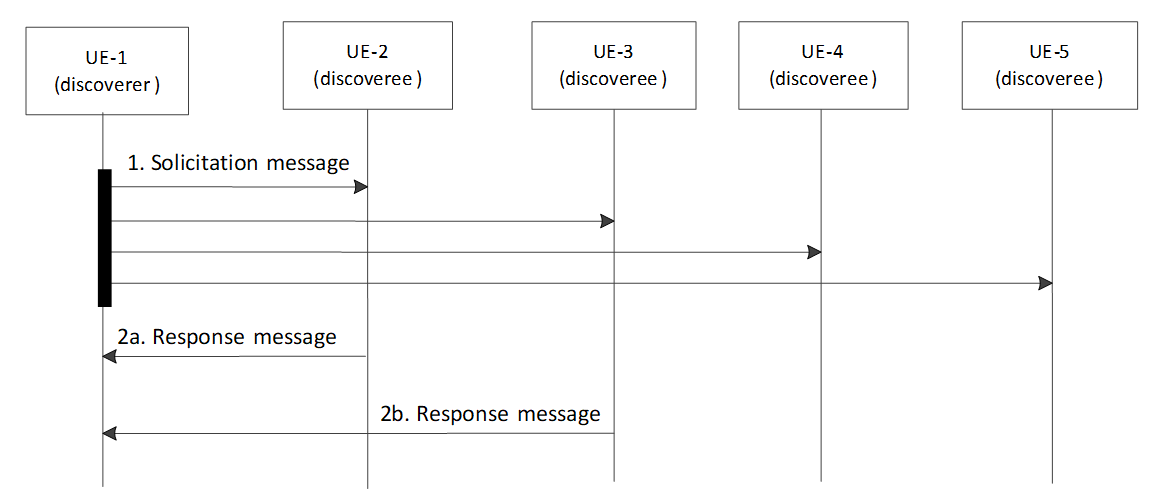 UE-1
(discoverer)
UE-2
(discoveree)
UE-3
(discoveree)
UE-4
(discoveree)
UE-5
(discoveree)
1. Solicitation message
2a. Response message
2b. Response message